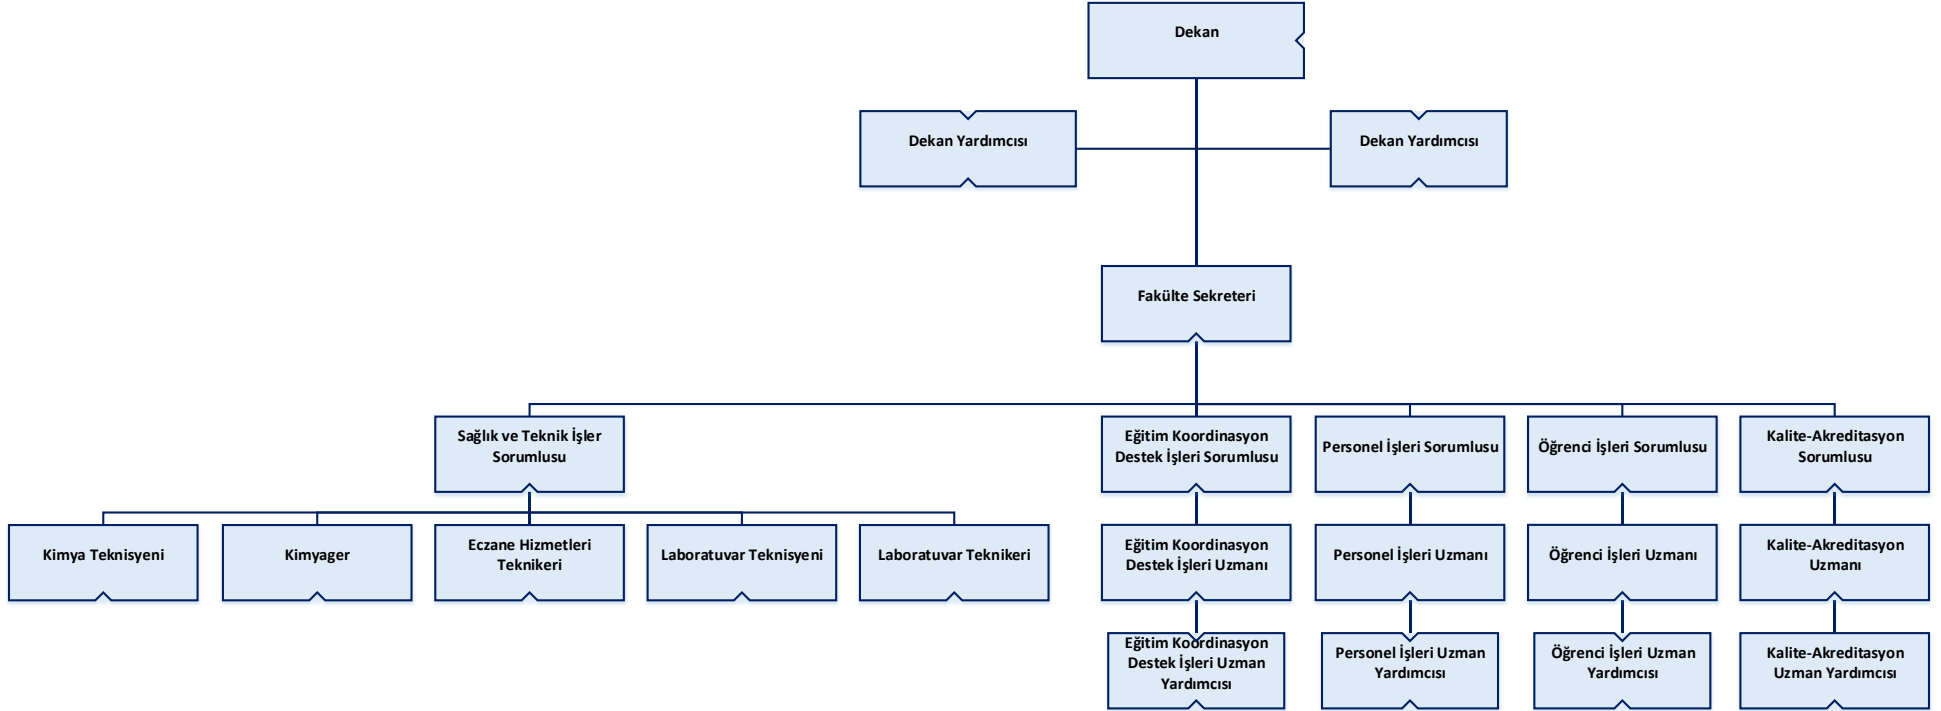 Dekan
Dekan Yardımcısı
Dekan Yardımcısı
Fakülte Sekreteri
Sağlık ve Teknik İşler
Sorumlusu
Eğitim Koordinasyon
Destek İşleri Sorumlusu
Personel İşleri Sorumlusu
Öğrenci İşleri Sorumlusu
Kalite-Akreditasyon
Sorumlusu
Kimya Teknisyeni
Kimyager
Eczane Hizmetleri
Teknikeri
Laboratuvar Teknisyeni
Laboratuvar Teknikeri
Eğitim Koordinasyon
Destek İşleri Uzmanı
Personel İşleri Uzmanı
Öğrenci İşleri Uzmanı
Kalite-Akreditasyon
Uzmanı
Eğitim Koordinasyon
Destek İşleri Uzman
Yardımcısı
Personel İşleri Uzman
Yardımcısı
Öğrenci İşleri Uzman
Yardımcısı
Kalite-Akreditasyon
Uzman Yardımcısı